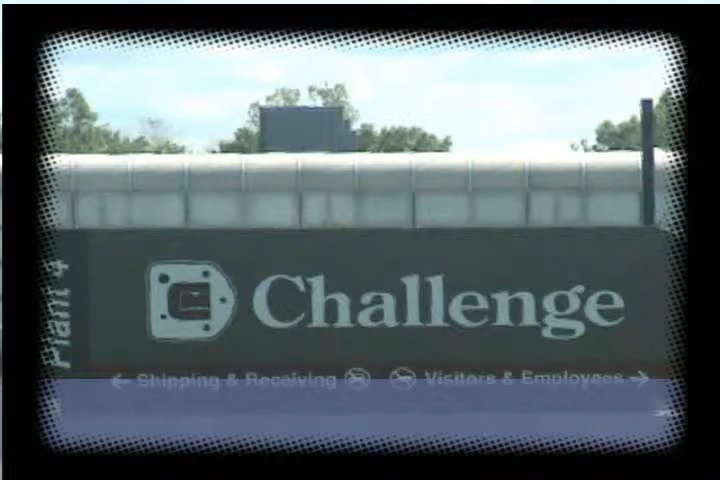 Plant 4
Challenge
← Shipping & Receiving
Visitors & Employees →